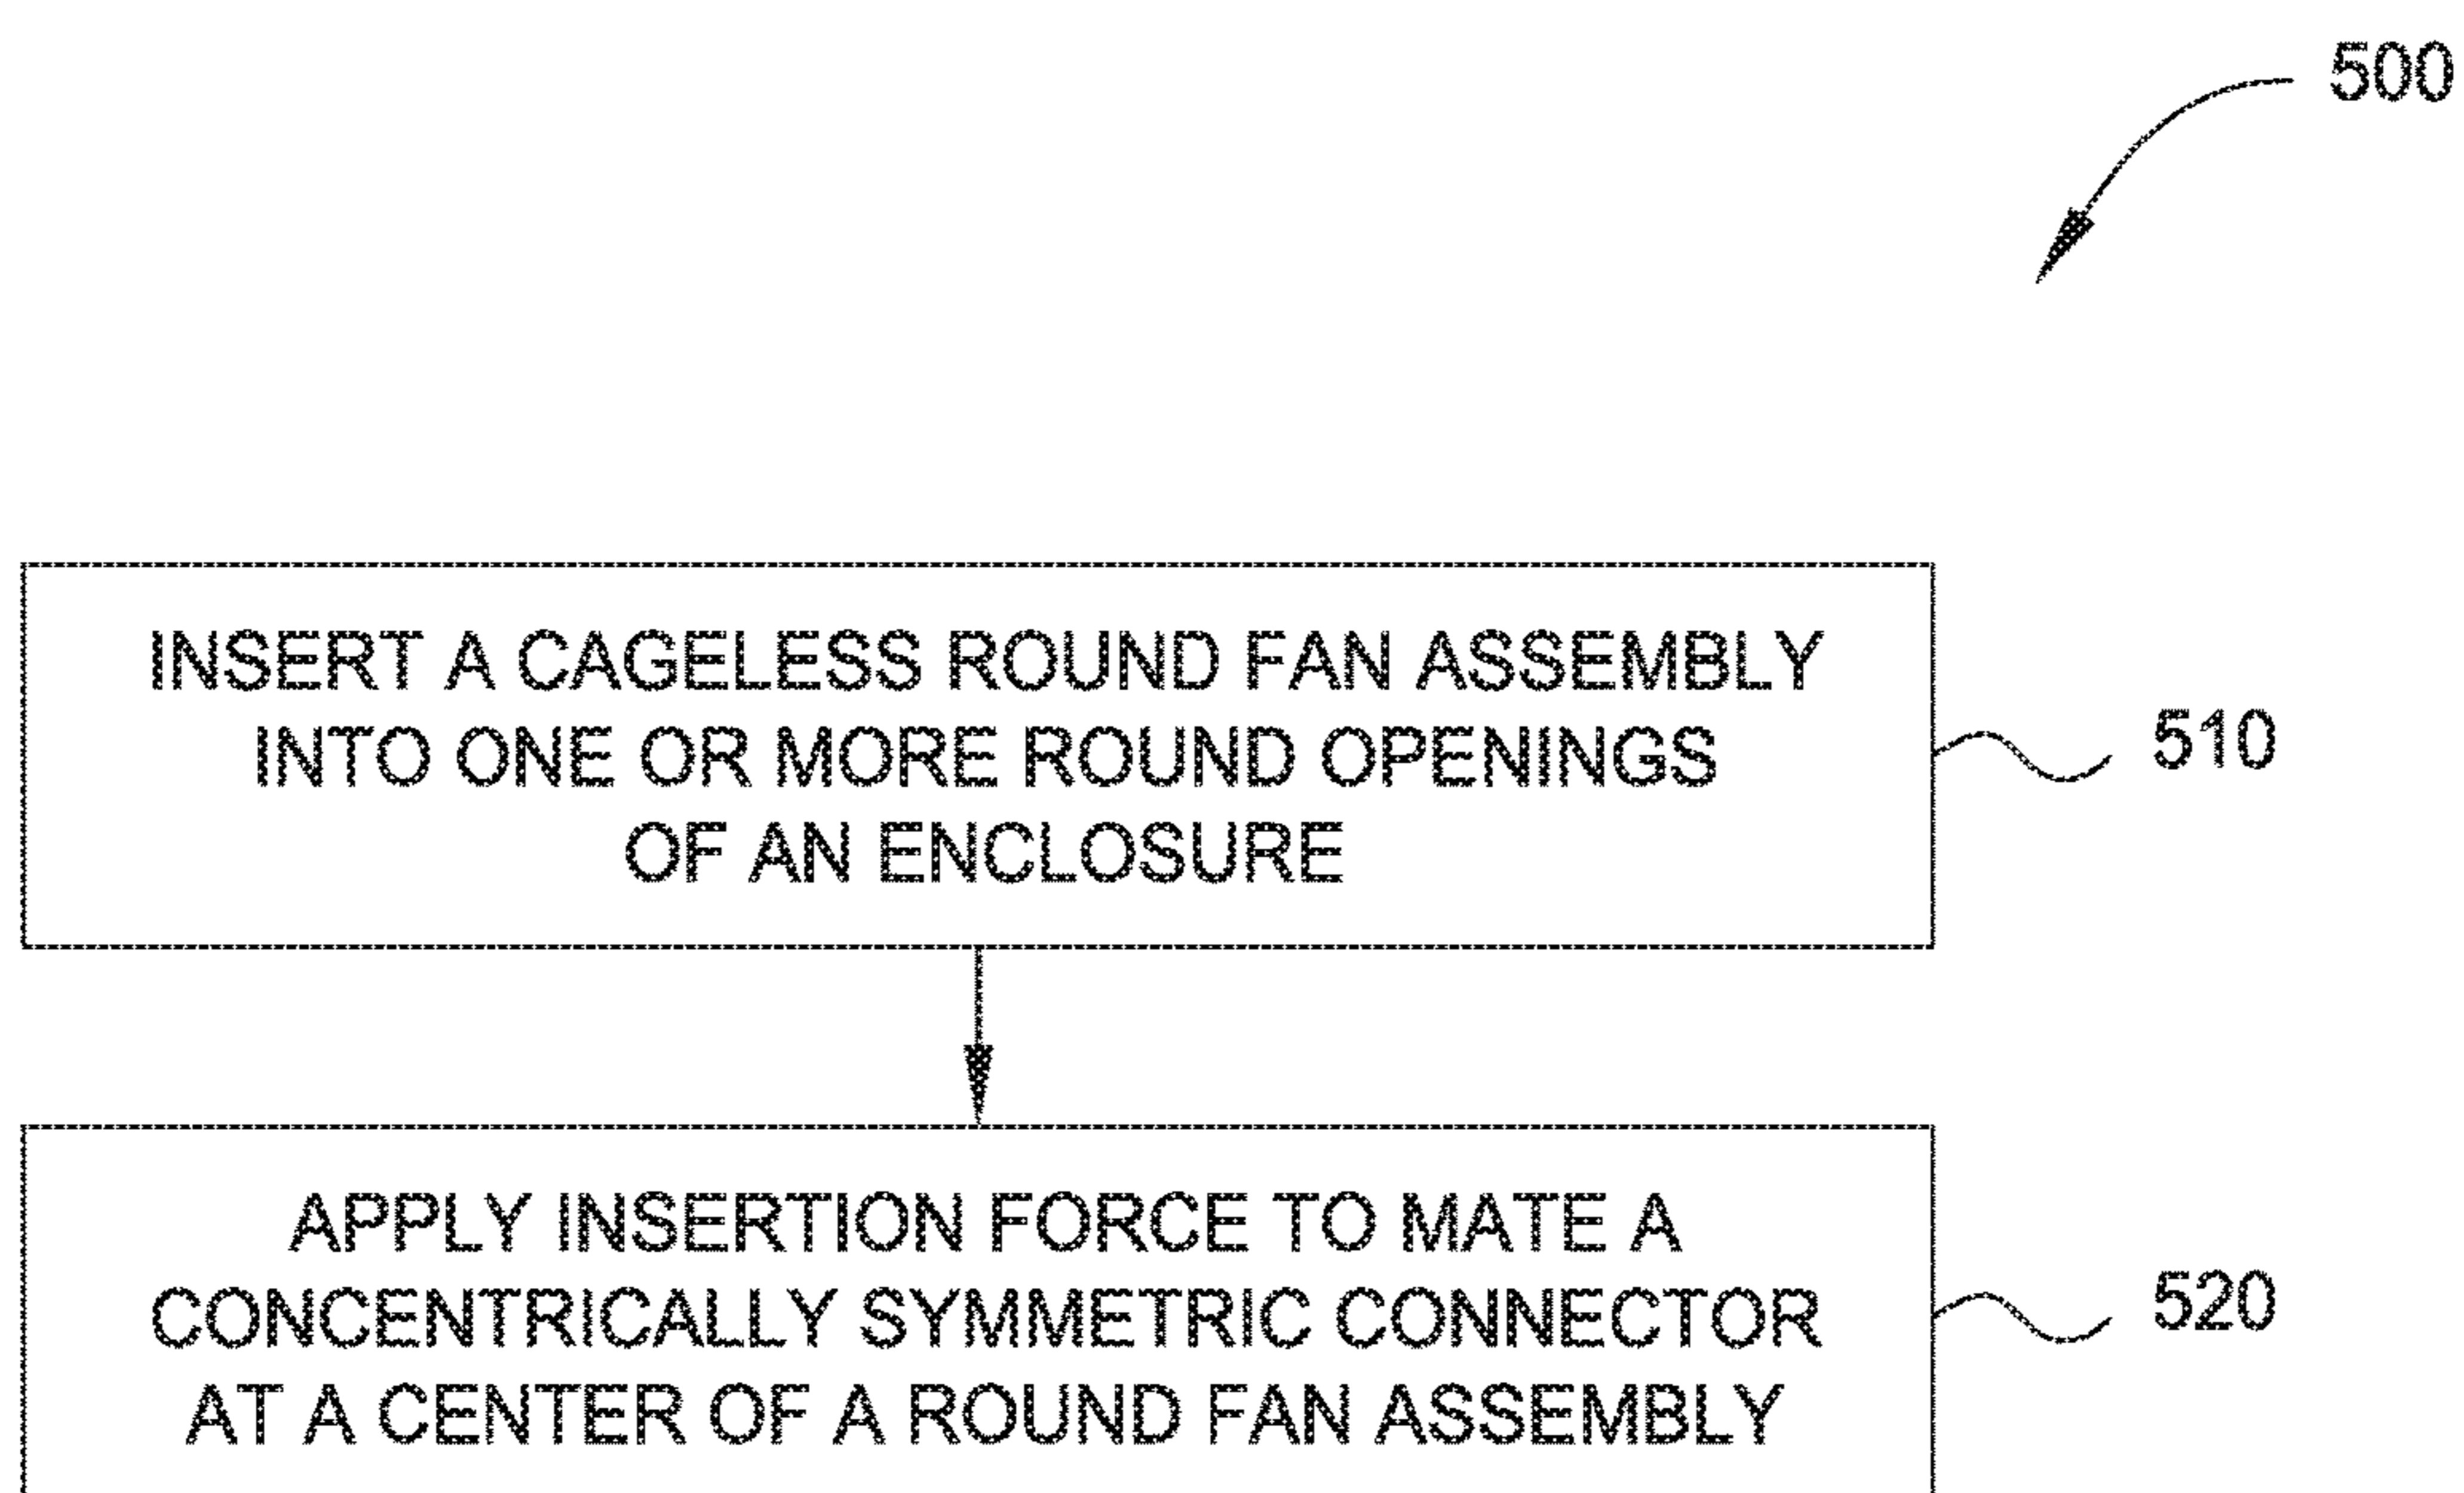 500
INSERT A CAGELESS ROUND FAN ASSEMBLY
INTO ONE OR MORE ROUND OPENINGS
OF AN ENCLOSURE
510
APPLY INSERTION FORCE TO MATE A
CONCENTRICALLY SYMMETRIC CONNECTOR
AT A CENTER OF A ROUND FAN ASSEMBLY
520